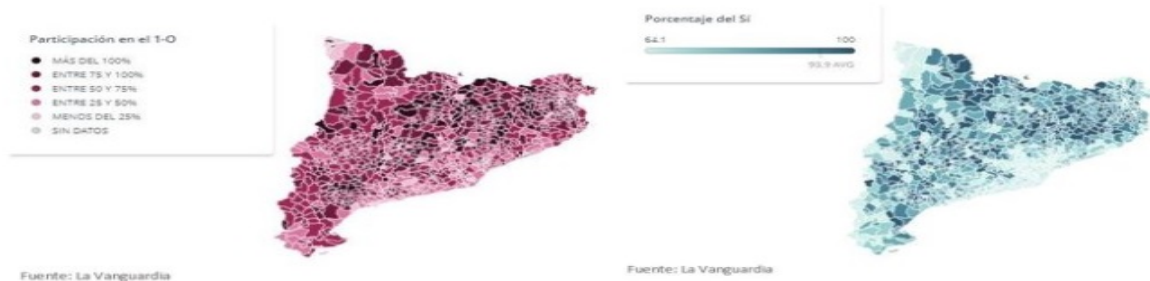 Participación en el 1-O
MÁS DEL 100%
ENTRE 75 Y 100%
ENTRE 50 Y 75%
ENTRE 25 Y 50%
MENOS DEL 25%
SIN DATOS
Fuente: La Vanguardia
Porcentaje del Sí
64.1 100
93.9 AVG
Fuente: La Vanguardia